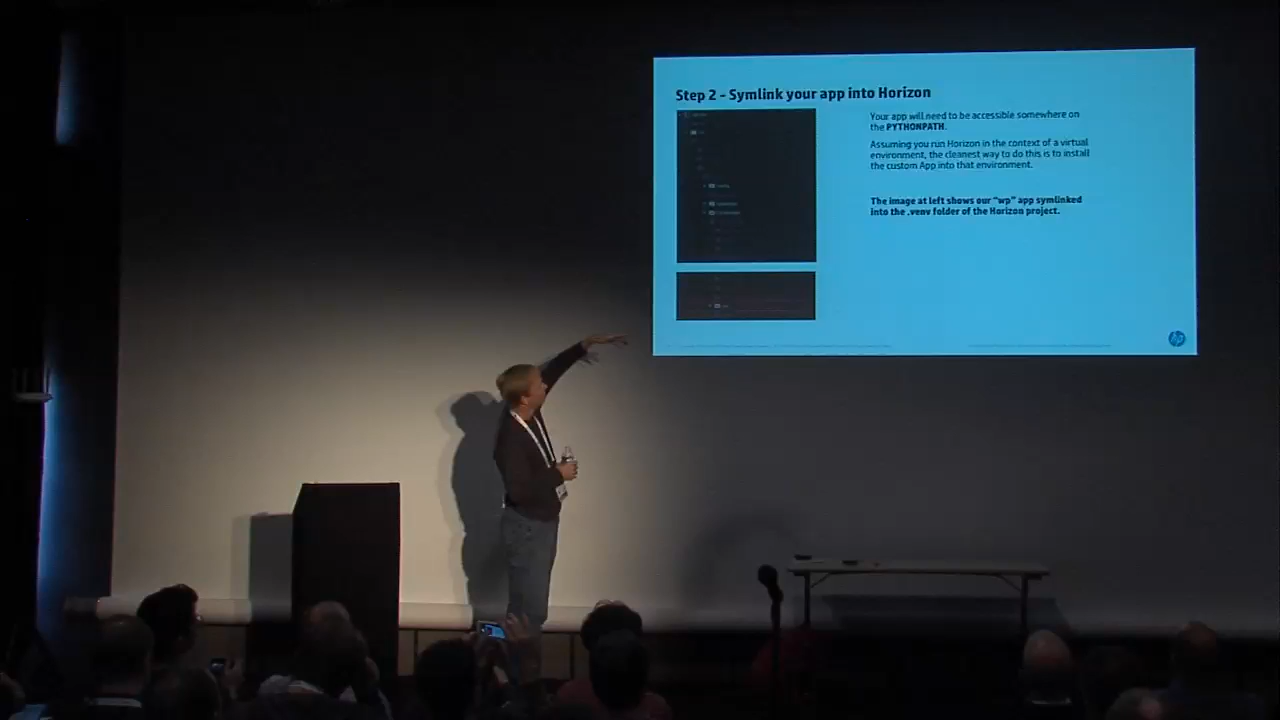 Step 2 - Symlink your app into Horizon
Your app will need to be accessible somewhere on
the PYTHONPATH.
Assuming you run Horizon in the context of a virtual
environment, the cleanest way to do this is to install
the custom App into that environment.
The image at left shows our "wp" app symlinked
into the .venv folder of the Horizon project.
hp